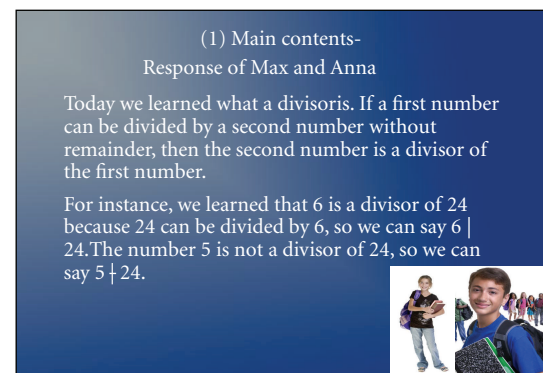 (1) Main contents-
Response of Max and Anna
Today we learned what a divisoris. If a first number
can be divided by a second number without
remainder, then the second number is a divisor of
the first number.
For instance, we learned that 6 is a divisor of 24
because 24 can be divided by 6, so we can say 6 |
24.The number 5 is not a divisor of 24, so we can
say 5 ∤ 24.